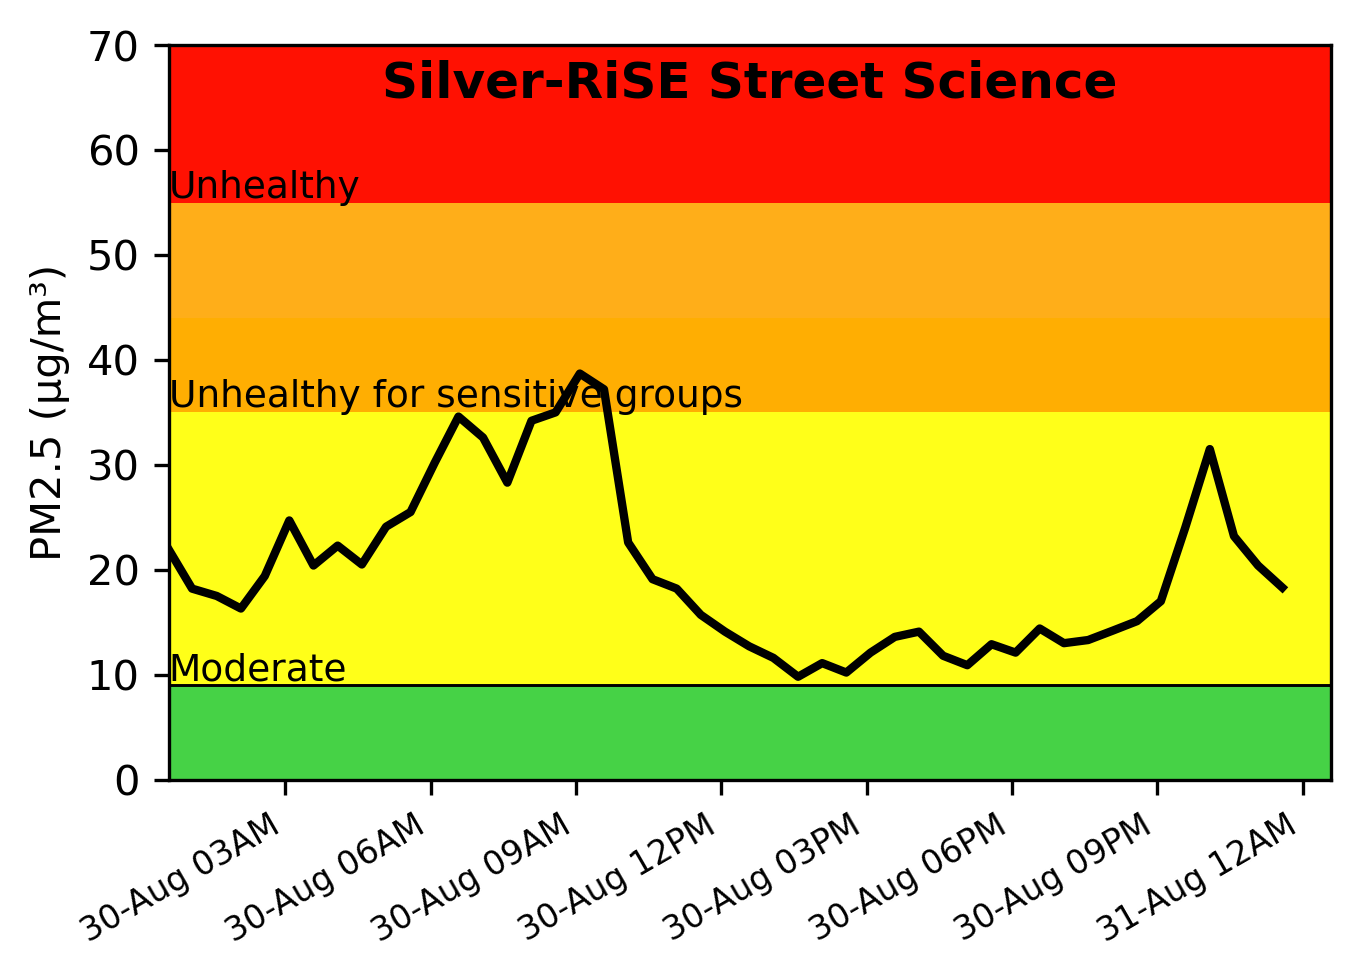 Silver-RiSE Street Science
70
60
50
40
30
20
10
0
PM2.5 (µg/m³)
Unhealthy
Unhealthy for sensitive groups
Moderate
30-Aug 03AM
30-Aug 06AM
30-Aug 09AM
30-Aug 12PM
30-Aug 03PM
30-Aug 06PM
30-Aug 09PM
31-Aug 12AM